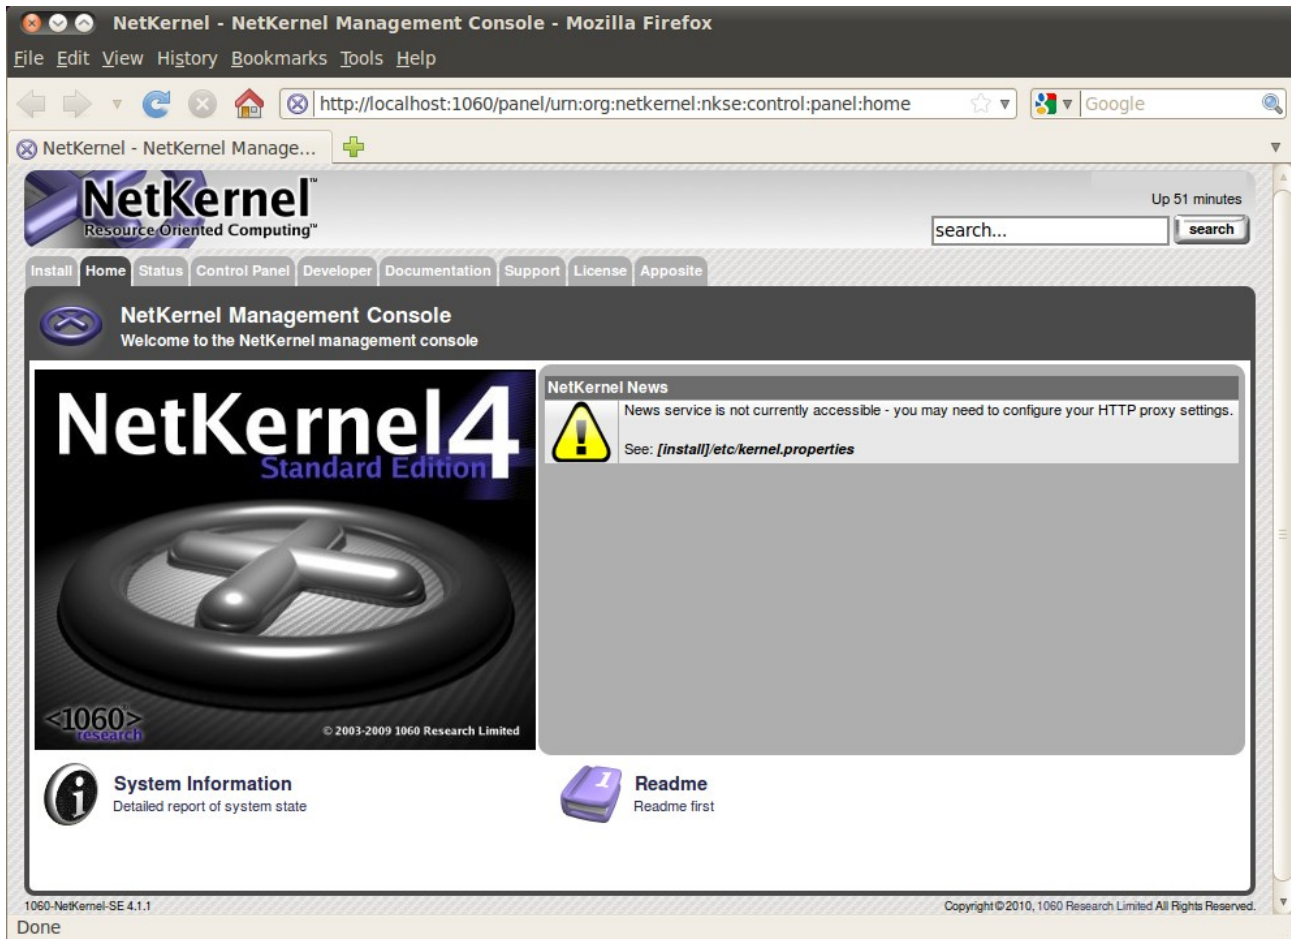 NetKernel - NetKernel Management Console - Mozilla Firefox
File Edit View History Bookmarks Tools Help
http://localhost:1060/panel/urn:org:netkernel:nkse:control:panel:home
Google
NetKernel - NetKernel Manage...
NetKernel™
Resource Oriented Computing™
Up 51 minutes
search...
search
Install Home Status Control Panel Developer Documentation Support License Apposite
NetKernel Management Console
Welcome to the NetKernel management console
NetKernel 4
Standard Edition
<1060>
research
© 2003-2009 1060 Research Limited
NetKernel News
News service is not currently accessible - you may need to configure your HTTP proxy settings.
See: [install]/etc/kernel.properties
System Information
Detailed report of system state
1
Readme
Readme first
1060-NetKernel-SE 4.1.1
Copyright © 2010, 1060 Research Limited All Rights Reserved.
Done